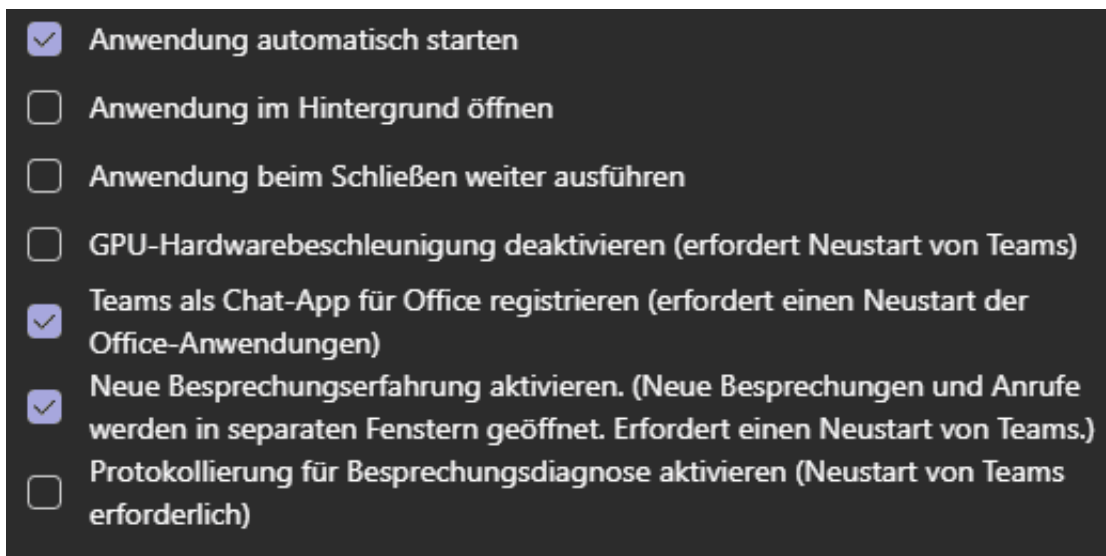 Anwendung automatisch starten
Anwendung im Hintergrund öffnen
Anwendung beim Schließen weiter ausführen
GPU-Hardwarebeschleunigung deaktivieren (erfordert Neustart von Teams)
Teams als Chat-App für Office registrieren (erfordert einen Neustart der
Office-Anwendungen)
Neue Besprechungserfahrung aktivieren. (Neue Besprechungen und Anrufe
werden in separaten Fenstern geöffnet. Erfordert einen Neustart von Teams.)
Protokollierung für Besprechungsdiagnose aktivieren (Neustart von Teams
erforderlich)